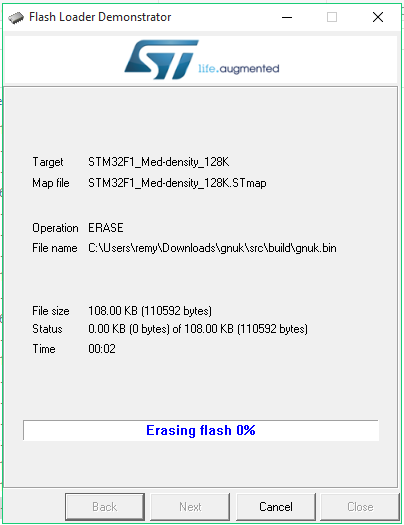 Flash Loader Demonstrator
ST life.augmented
Target STM32F1_Med-density_128K
Map file STM32F1_Med-density_128K.STmap
Operation ERASE
File name C:\Users\remy\Downloads\gnuk\src\build\gnuk.bin
File size 108.00 KB (110592 bytes)
Status 0.00 KB (0 bytes) of 108.00 KB (110592 bytes)
Time 00:02
Erasing flash 0%
Back Next Cancel Close